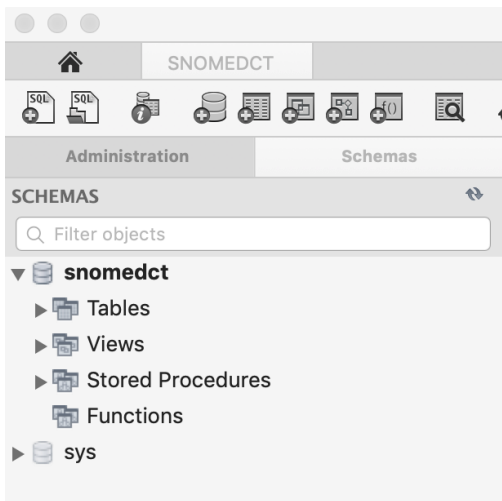 SNOMEDCT
SQL SQL i f()
Administration Schemas
SCHEMAS
Filter objects
snomedct
Tables
Views
Stored Procedures
Functions
sys